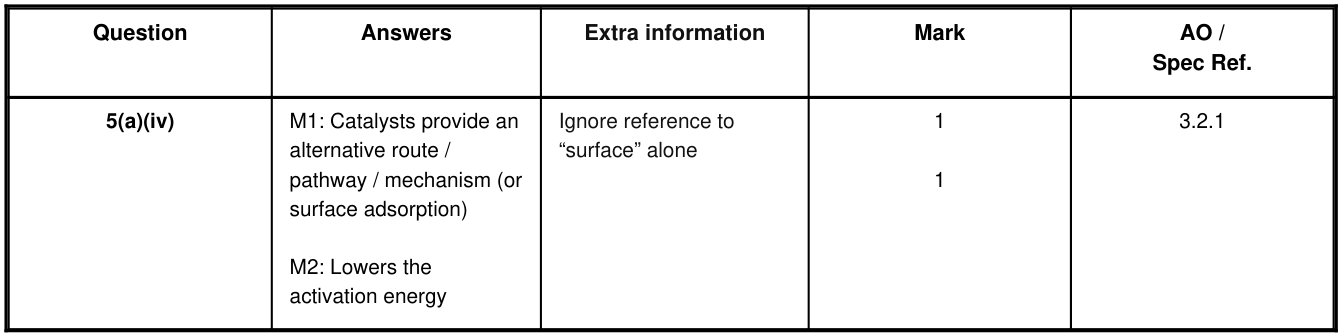 Question Answers Extra information Mark AO /
Spec Ref.
5(a)(iv) M1: Catalysts provide an Ignore reference to 1 3.2.1
alternative route / “surface” alone
pathway / mechanism (or 1
surface adsorption)
M2: Lowers the
activation energy